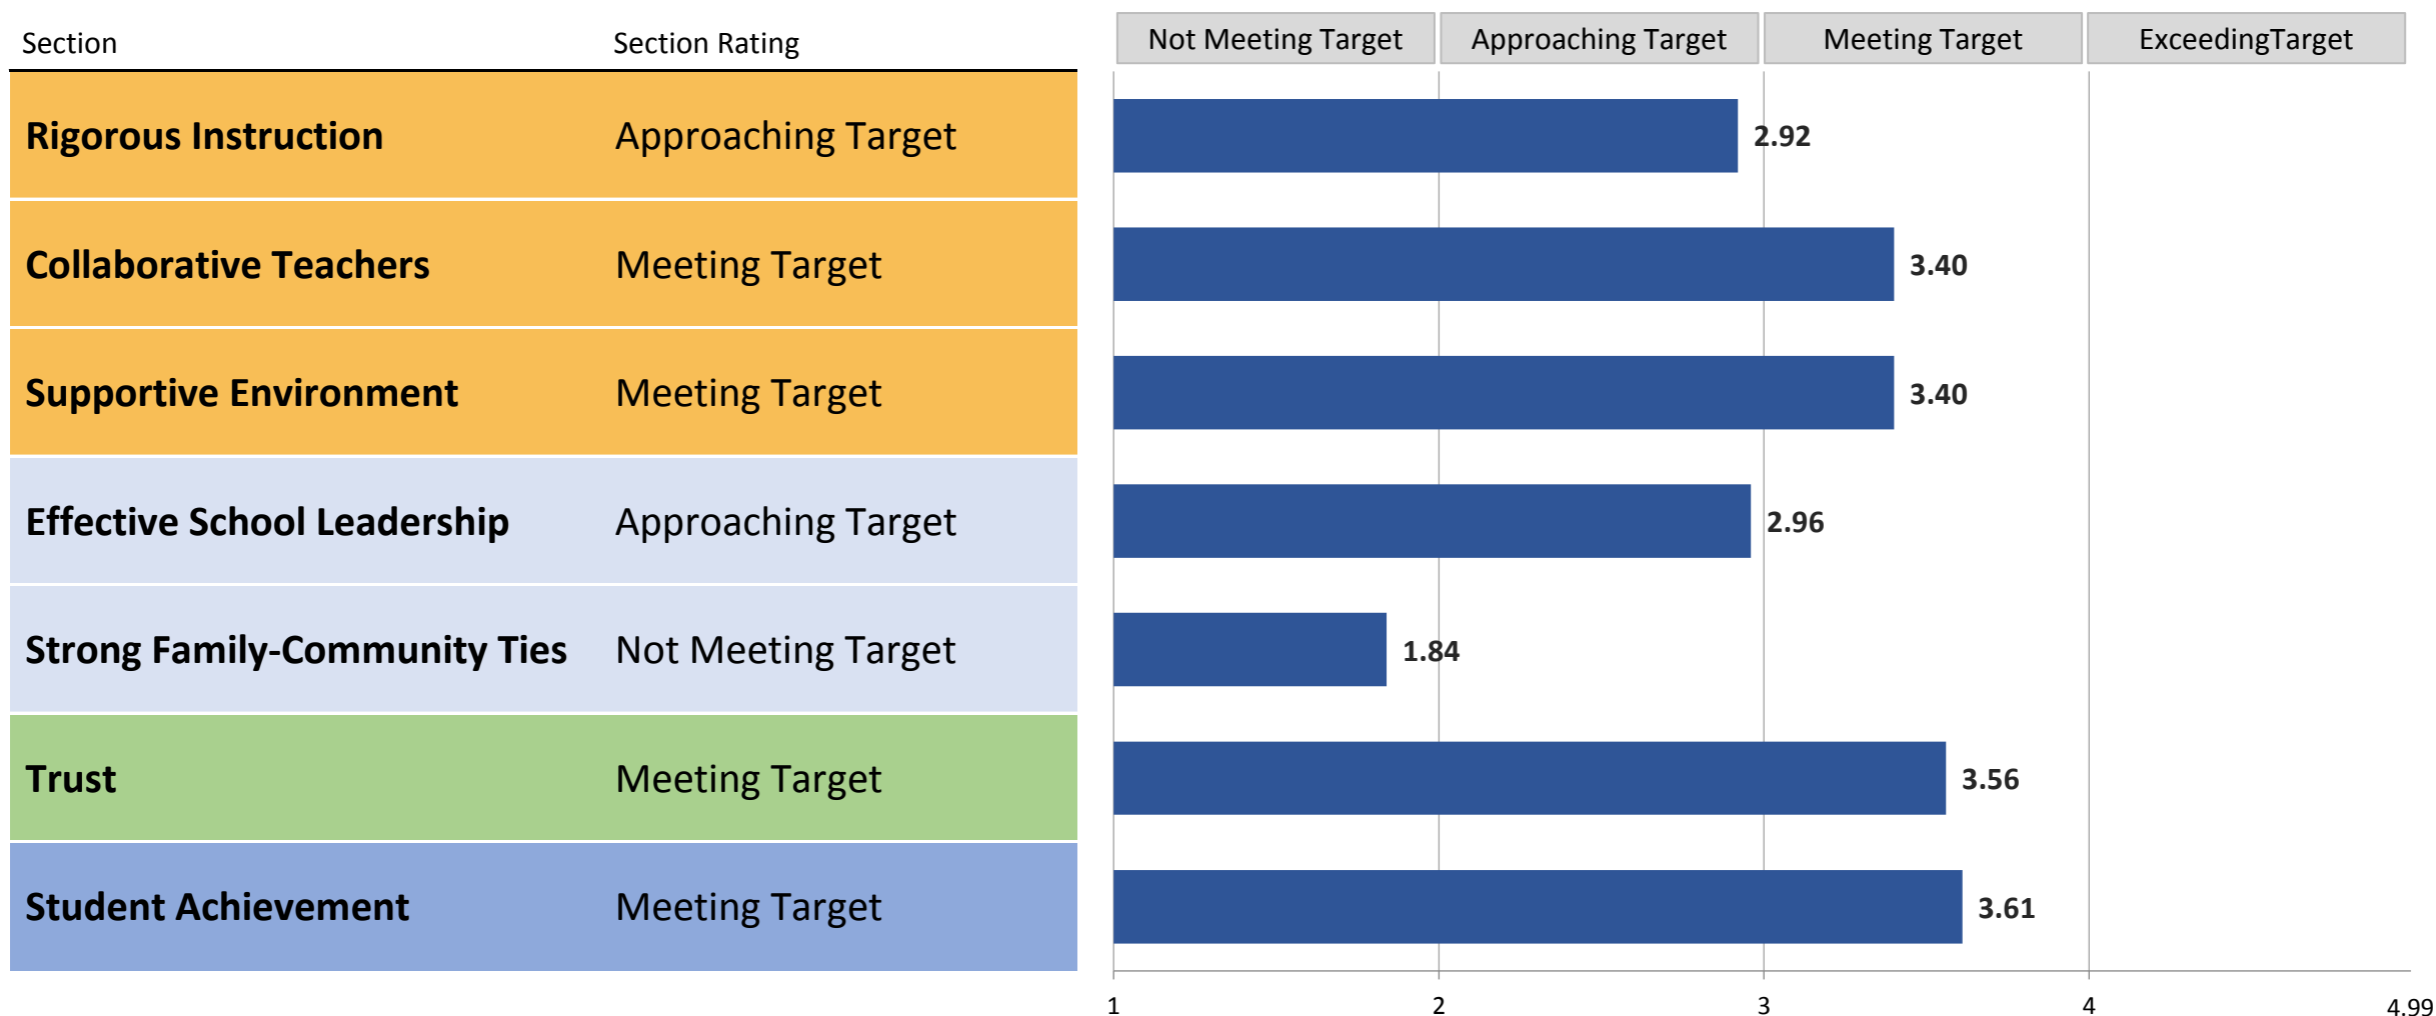 Section Section Rating Not Meeting Target Approaching Target Meeting Target ExceedingTarget
Rigorous Instruction Approaching Target 2.92
Collaborative Teachers Meeting Target 3.40
Supportive Environment Meeting Target 3.40
Effective School Leadership Approaching Target 2.96
Strong Family-Community Ties Not Meeting Target 1.84
Trust Meeting Target 3.56
Student Achievement Meeting Target 3.61
1 2 3 4 4.99